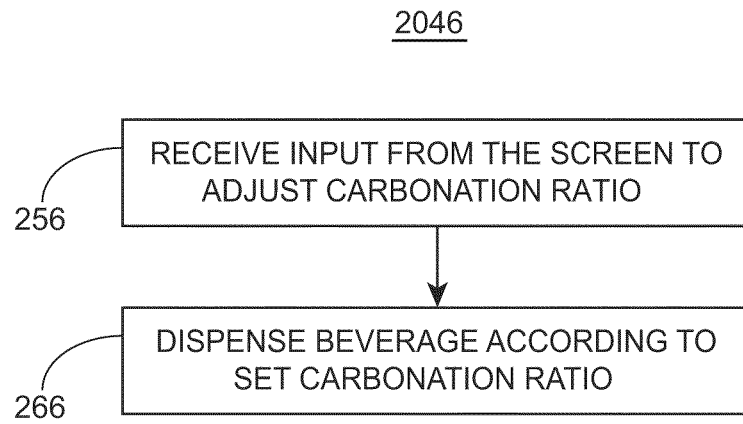 2046
RECEIVE INPUT FROM THE SCREEN TO
ADJUST CARBONATION RATIO
256
DISPENSE BEVERAGE ACCORDING TO
SET CARBONATION RATIO
266